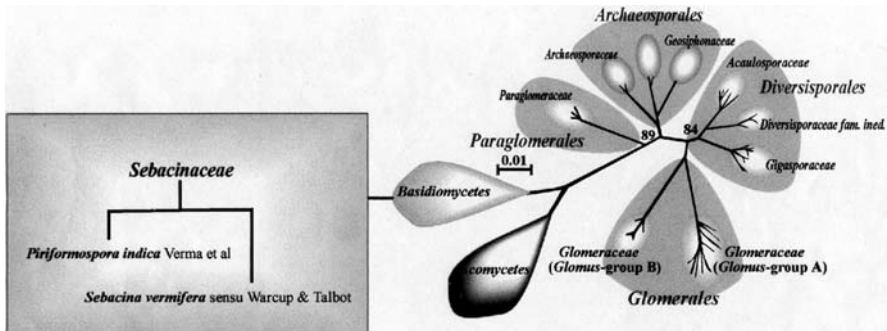 Archaeosporales
Geosiphonaceae
Archaeosporaceae
Acaulosporaceae
Diversisporales
Paraglomeraceae
Diversisporaceae fam. ined.
89
84
Paraglomerales
Gigasporaceae
0.01
Sebacinaceae
Basidiomycetes
Piriformospora indica Verma et al
Glomeraceae
(Glomus-group B)
Glomeraceae
(Glomus-group A)
comycetes
Sebacina vermifera sensu Warcup & Talbot
Glomerales